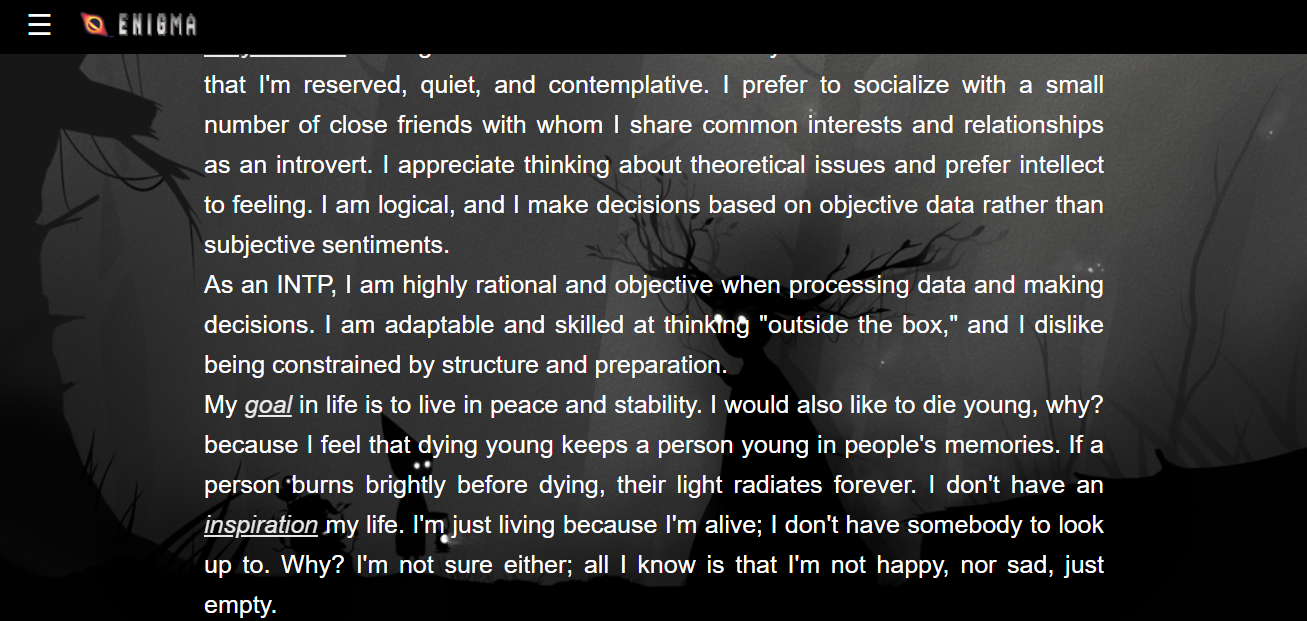 ENIGMA
that I'm reserved, quiet, and contemplative. I prefer to socialize with a small
number of close friends with whom I share common interests and relationships
as an introvert. I appreciate thinking about theoretical issues and prefer intellect
to feeling. I am logical, and I make decisions based on objective data rather than
subjective sentiments.
As an INTP, I am highly rational and objective when processing data and making
decisions. I am adaptable and skilled at thinking "outside the box," and I dislike
being constrained by structure and preparation.
My goal in life is to live in peace and stability. I would also like to die young, why?
because I feel that dying young keeps a person young in people's memories. If a
person burns brightly before dying, their light radiates forever. I don't have an
inspiration my life. I'm just living because I'm alive; I don't have somebody to look
up to. Why? I'm not sure either; all I know is that I'm not happy, nor sad, just
empty.